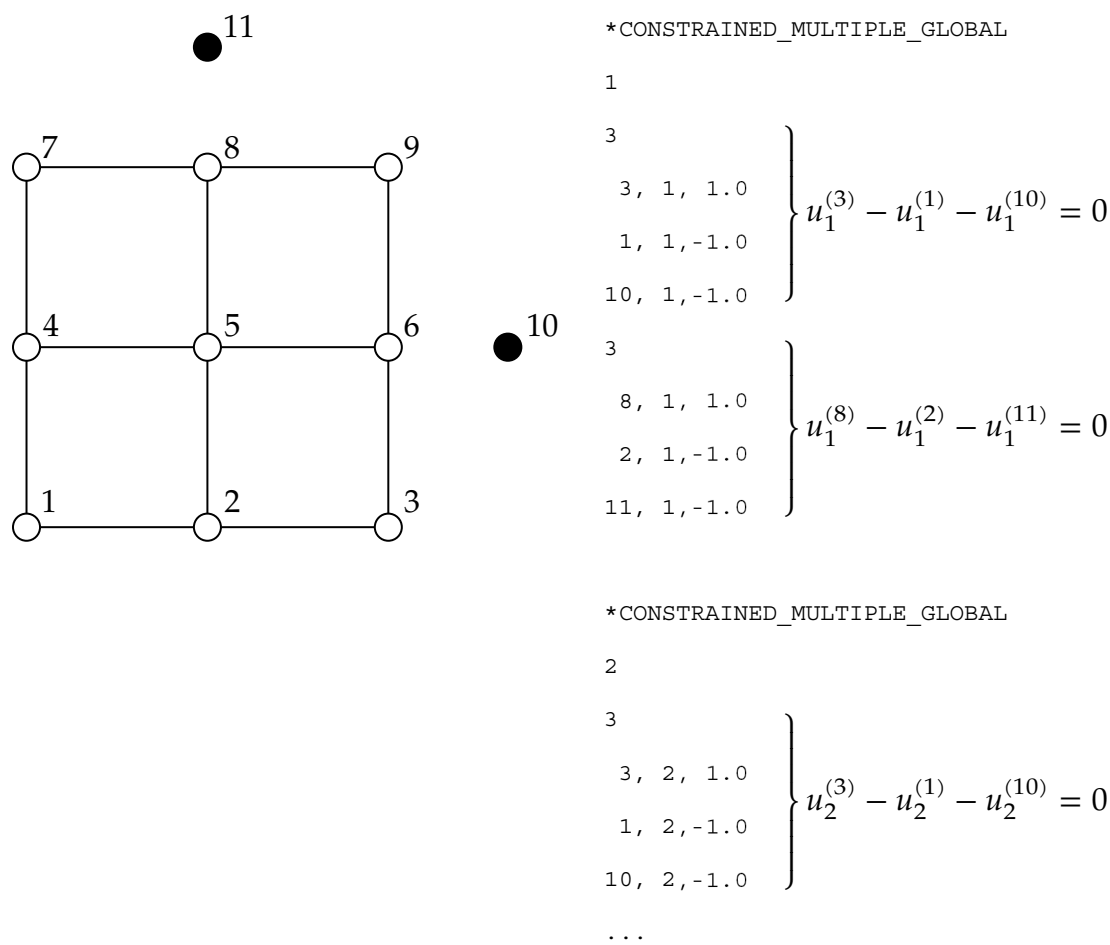 11
7 8 9
4 5 6 10
1 2 3
*CONSTRAINED_MULTIPLE_GLOBAL
1
3
3, 1, 1.0
1, 1,-1.0
10, 1,-1.0
u_1^{(3)} − u_1^{(1)} − u_1^{(10)} = 0
3
8, 1, 1.0
2, 1,-1.0
11, 1,-1.0
u_1^{(8)} − u_1^{(2)} − u_1^{(11)} = 0
*CONSTRAINED_MULTIPLE_GLOBAL
2
3
3, 2, 1.0
1, 2,-1.0
10, 2,-1.0
u_2^{(3)} − u_2^{(1)} − u_2^{(10)} = 0
...